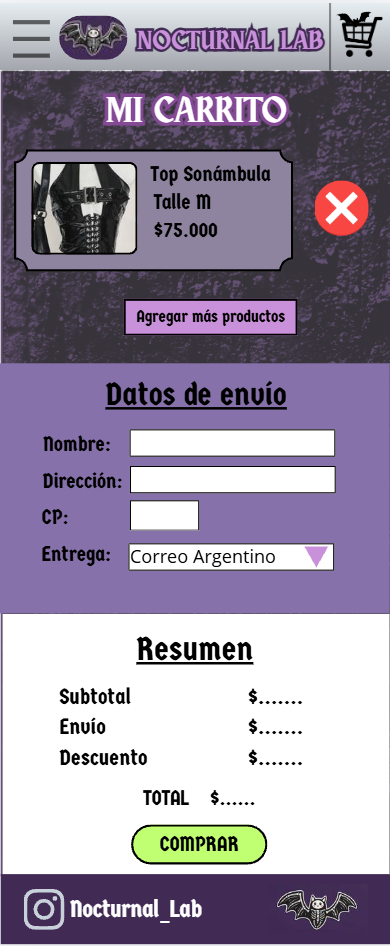 NOCTURNAL LAB
MI CARRITO
Top Sonámbula
Talle M
$75.000
Agregar más productos
Datos de envío
Nombre:
Dirección:
CP:
Entrega: Correo Argentino
Resumen
Subtotal $.......
Envío $.......
Descuento $.......
TOTAL $......
COMPRAR
Nocturnal_Lab